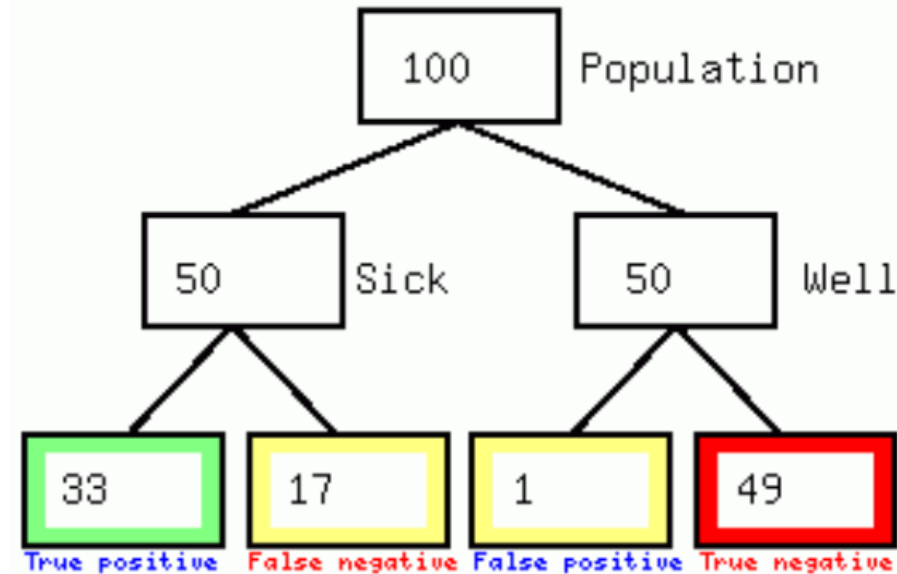 100 Population
50 Sick 50 Well
33 17 1 49
True positive False negative False positive True negative